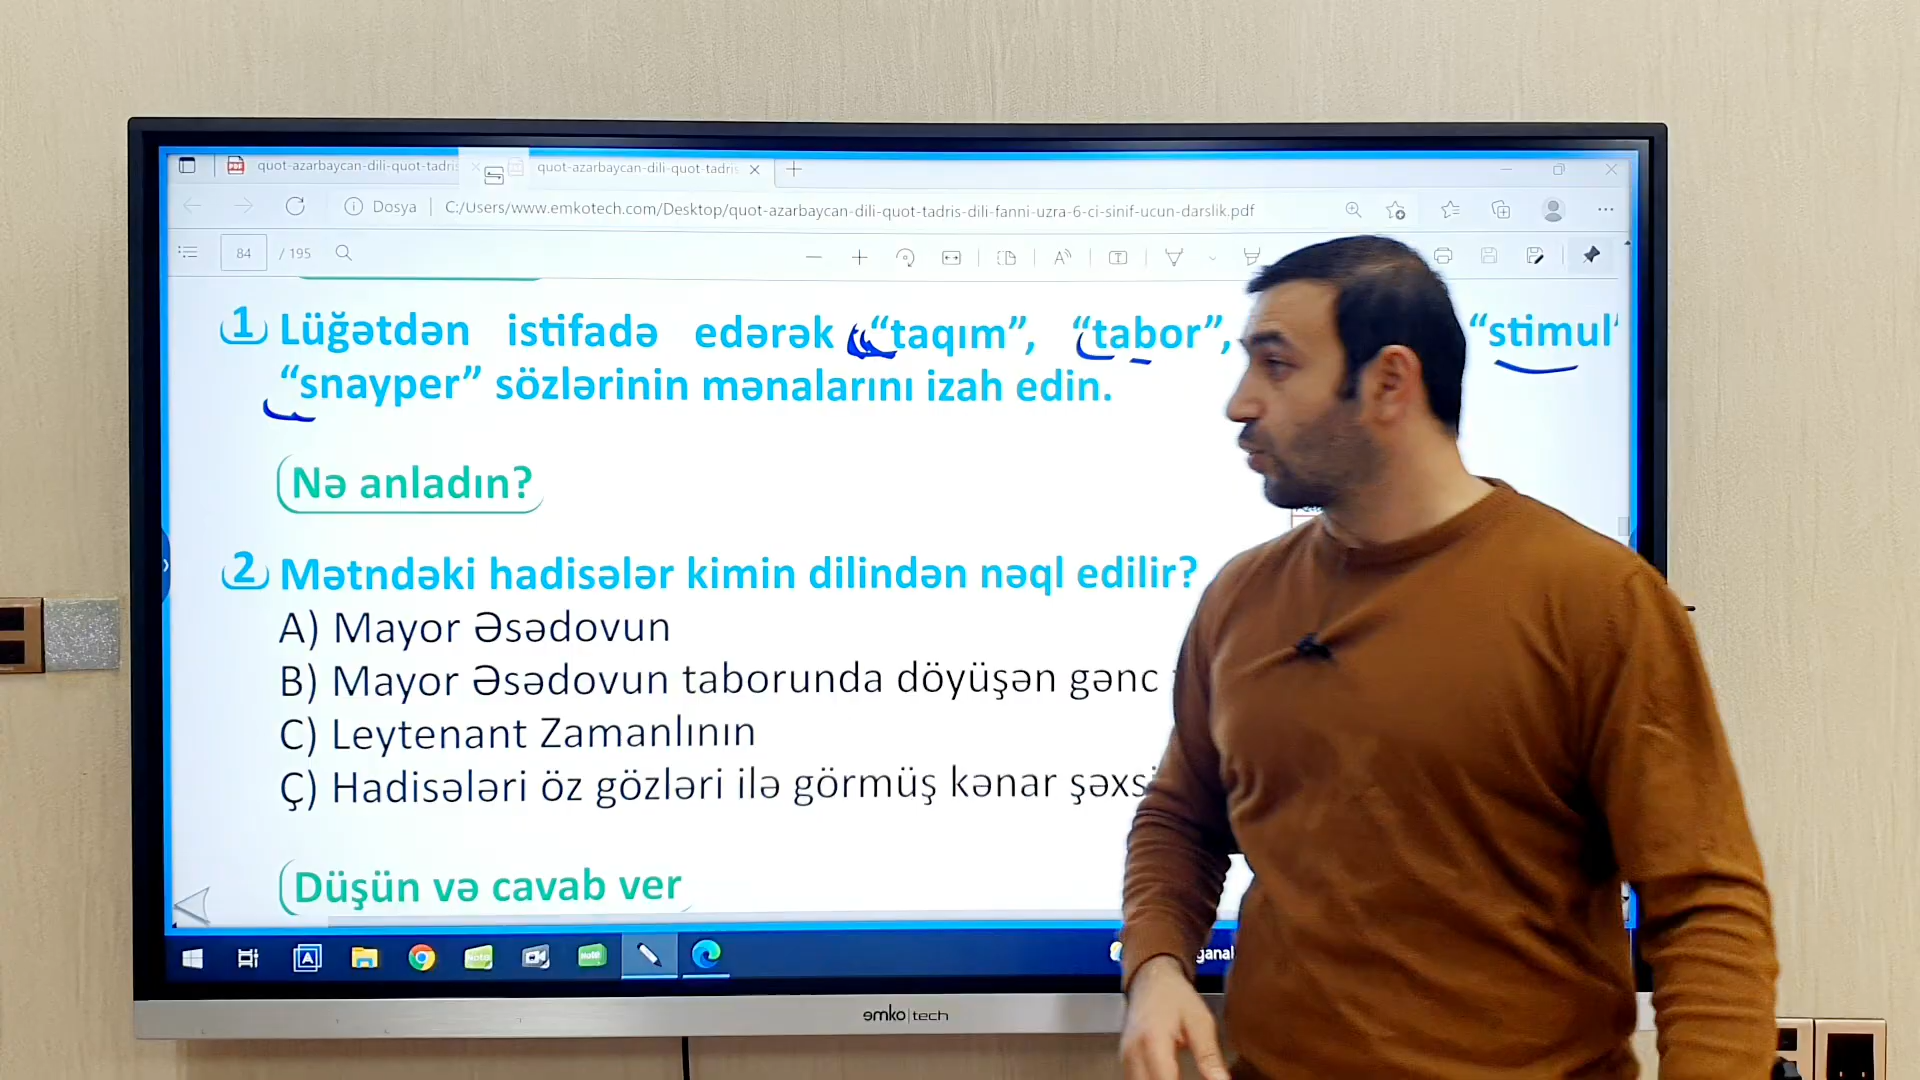 quot-azarbaycan-dili-quot-tadris
quot-azarbaycan-dili-quot-tadris
Dosya
C:/Users/www.emkotech.com/Desktop/quot-azarbaycan-dili-quot-tadris-dili-fanni-uzra-6-ci-sinif-ucun-darslik.pdf
84 / 195
1 Lüğətdən istifadə edərək “taqım”, “tabor”, “stimul”
“snayper” sözlərinin mənalarını izah edin.
Nə anladın?
2 Mətndəki hadisələr kimin dilindən nəql edilir?
A) Mayor Əsədovun
B) Mayor Əsədovun taborunda döyüşən gənc
C) Leytenant Zamanlının
Ç) Hadisələri öz gözləri ilə görmüş kənar
Düşün və cavab ver
emko|tech